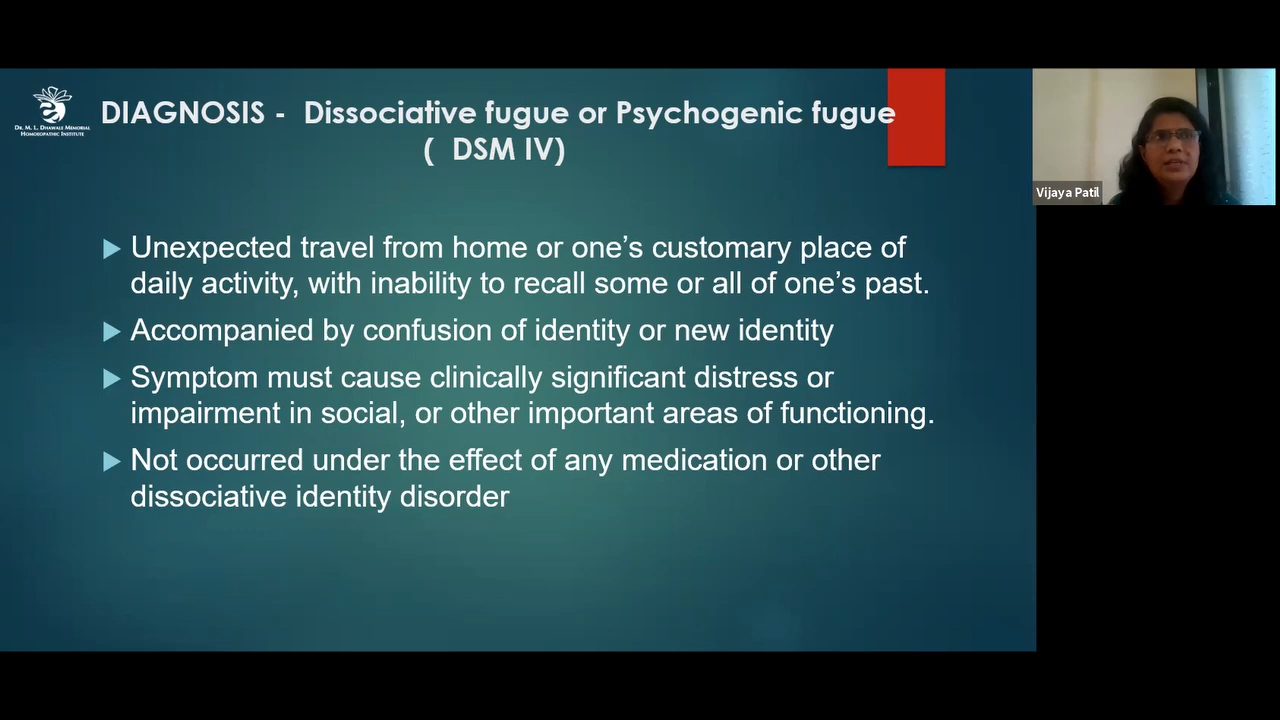 DIAGNOSIS -  Dissociative fugue or Psychogenic fugue
(  DSM IV)
DR. M. L. DHAWALE MEMORIAL
HOMOEOPATHIC INSTITUTE
Vijaya Patil
Unexpected travel from home or one’s customary place of
daily activity, with inability to recall some or all of one’s past.
Accompanied by confusion of identity or new identity
Symptom must cause clinically significant distress or
impairment in social, or other important areas of functioning.
Not occurred under the effect of any medication or other
dissociative identity disorder